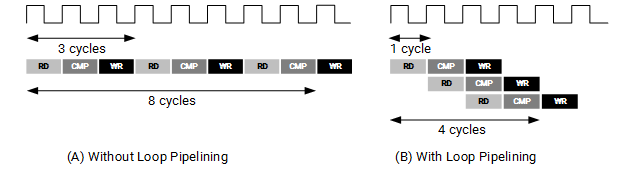 3 cycles
1 cycle
RD CMP WR RD CMP WR RD CMP WR
RD CMP WR
RD CMP WR
RD CMP WR
8 cycles
4 cycles
(A) Without Loop Pipelining
(B) With Loop Pipelining